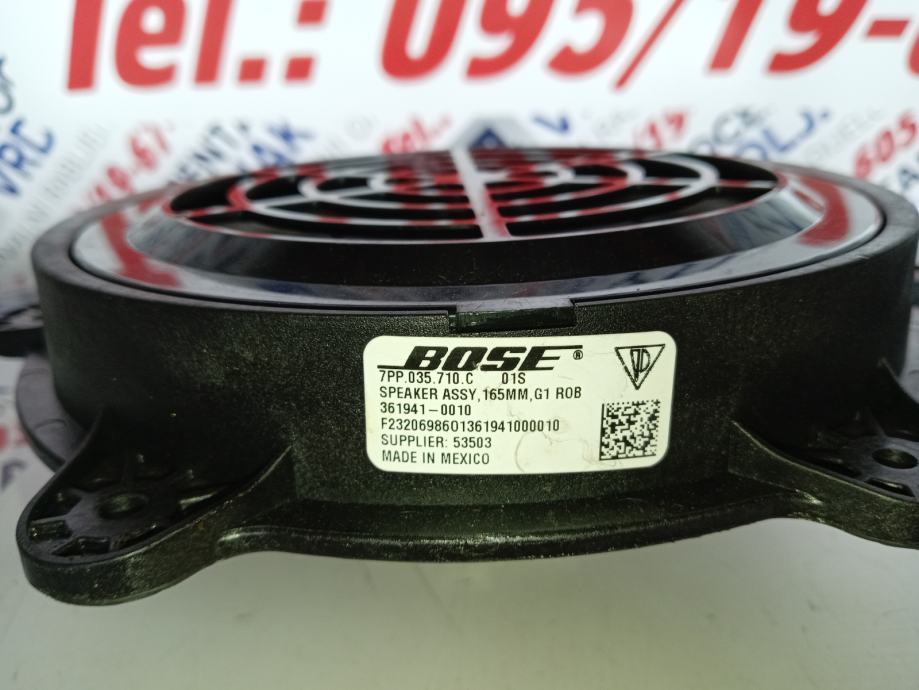 Tel.: 095/19-
BOSE®
7PP.035.710.C 01S
SPEAKER ASSY,165MM,G1 ROB
361941-0010
F23206986O1361941000010
SUPPLIER: 53503
MADE IN MEXICO